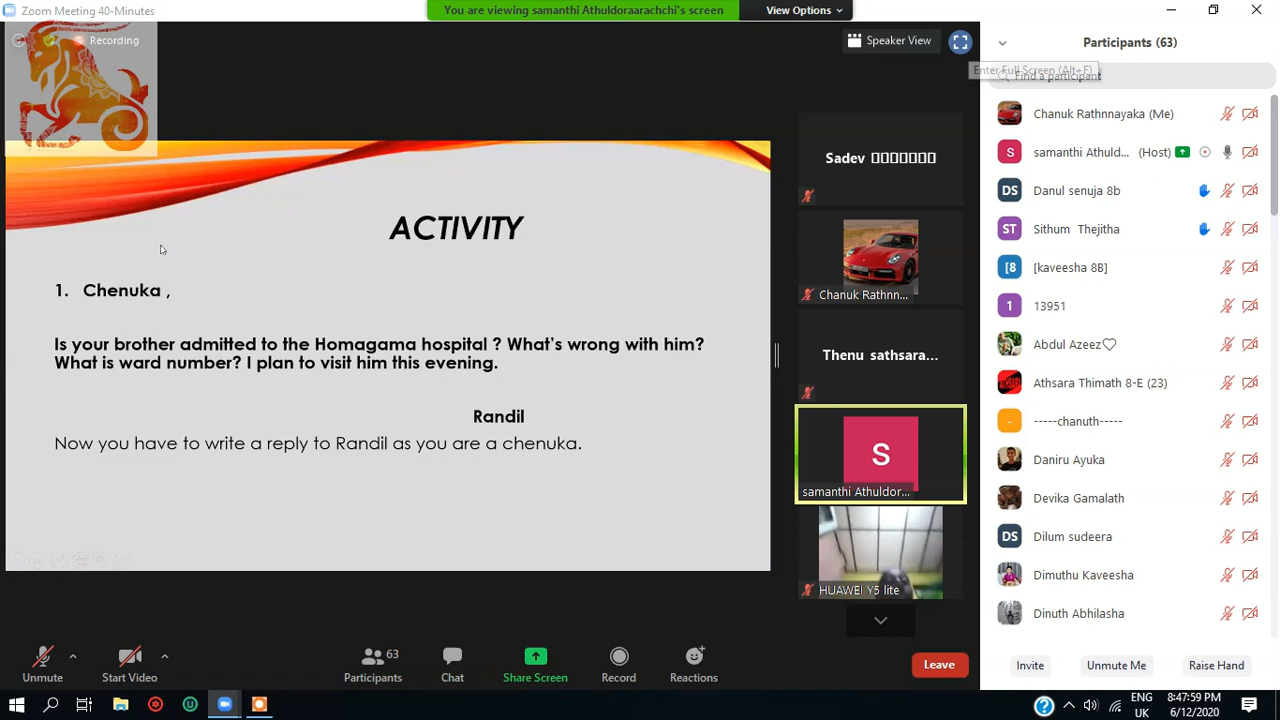 Zoom Meeting 40-Minutes
You are viewing samanthi Athuldoraarachchi's screen
View Options
Recording
Speaker View
Enter Full Screen (Alt+F)
Participants (63)
Find a participant
ACTIVITY
1. Chenuka ,
Is your brother admitted to the Homagama hospital ? What's wrong with him?
What is ward number? I plan to visit him this evening.
Randil
Now you have to write a reply to Randil as you are a chenuka.
Sadev
Chanuk Rathnn...
Thenu sathsara...
S
samanthi Athuldor...
HUAWEI Y5 lite
Chanuk Rathnnayaka (Me)
S samanthi Athuld... (Host)
DS Danul senuja 8b
ST Sithum Thejitha
[8 [kaveesha 8B]
1 13951
Abdul Azeez♡
Athsara Thimath 8-E (23)
- -----chanuth-----
Daniru Ayuka
Devika Gamalath
DS Dilum sudeera
Dimuthu Kaveesha
Dinuth Abhilasha
Unmute
Start Video
63
Participants
Chat
Share Screen
Record
Reactions
Leave
Invite
Unmute Me
Raise Hand
ENG
UK
8:47:59 PM
6/12/2020